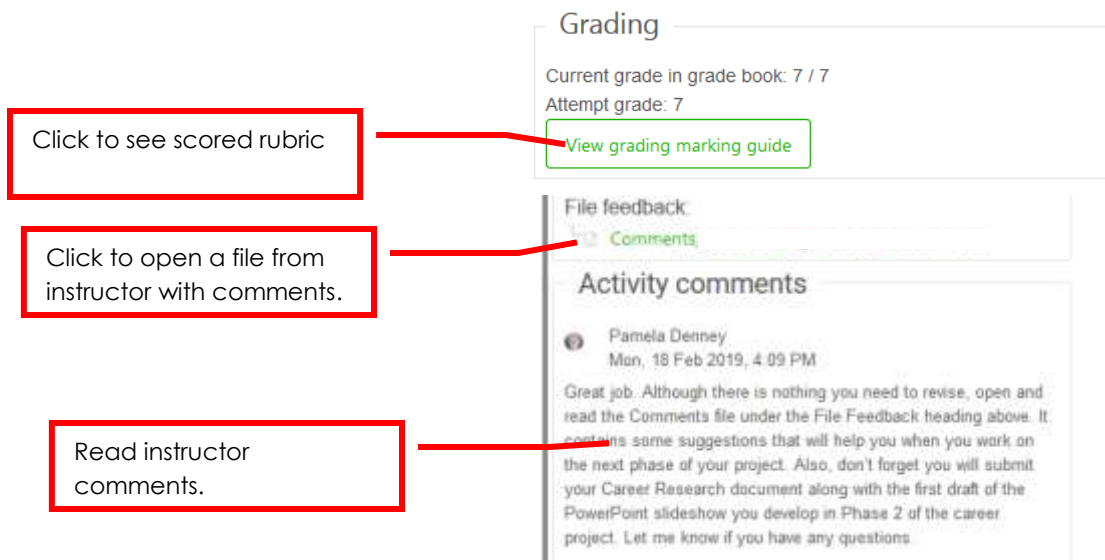 Grading
Current grade in grade book: 7 / 7
Attempt grade: 7
Click to see scored rubric
View grading marking guide
File feedback:
Comments
Click to open a file from
instructor with comments.
Activity comments
Pamela Denney
Mon, 18 Feb 2019, 4:09 PM
Great job. Although there is nothing you need to revise, open and
read the Comments file under the File Feedback heading above. It
contains some suggestions that will help you when you work on
the next phase of your project. Also, don't forget you will submit
your Career Research document along with the first draft of the
PowerPoint slideshow you develop in Phase 2 of the career
project. Let me know if you have any questions.
Read instructor
comments.